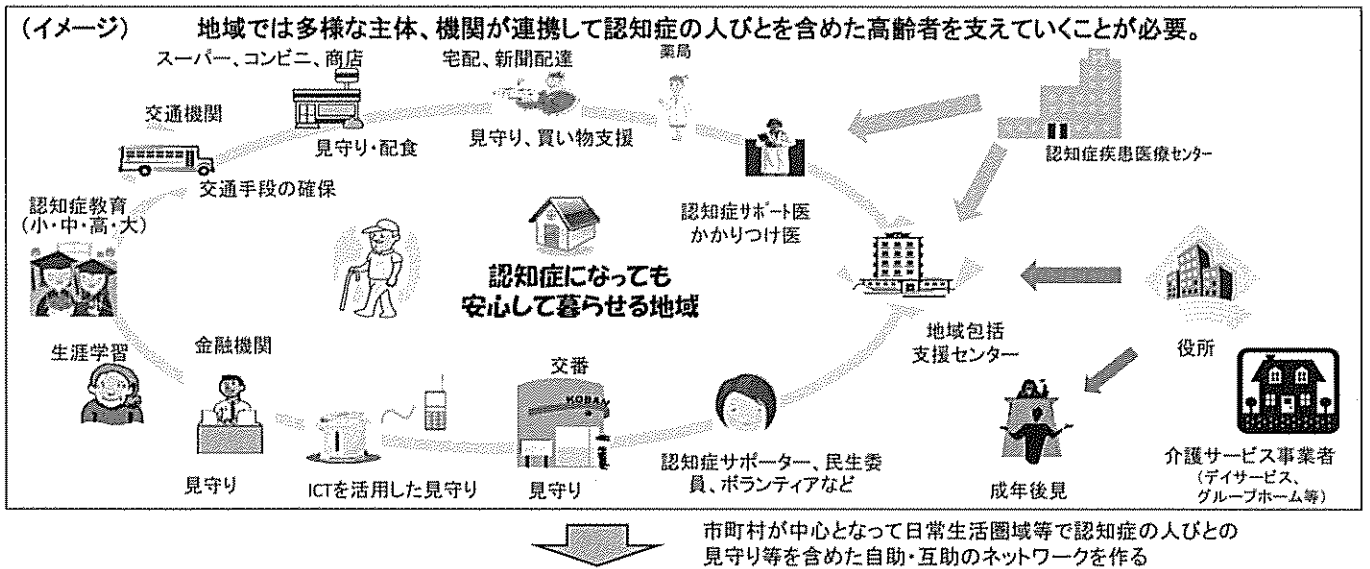 (イメージ) 地域では多様な主体、機関が連携して認知症の人びとを含めた高齢者を支えていくことが必要。
スーパー、コンビニ、商店
宅配、新聞配達
薬局
交通機関
見守り・配食
見守り、買い物支援
認知症疾患医療センター
交通手段の確保
認知症教育
(小・中・高・大)
認知症サポート医
かかりつけ医
認知症になっても
安心して暮らせる地域
地域包括
支援センター
役所
生涯学習
金融機関
交番
KOBAN
見守り
ICTを活用した見守り
見守り
認知症サポーター、民生委
員、ボランティアなど
成年後見
介護サービス事業者
(デイサービス、
グループホーム等)
市町村が中心となって日常生活圏域等で認知症の人びとの
見守り等を含めた自助・互助のネットワークを作る